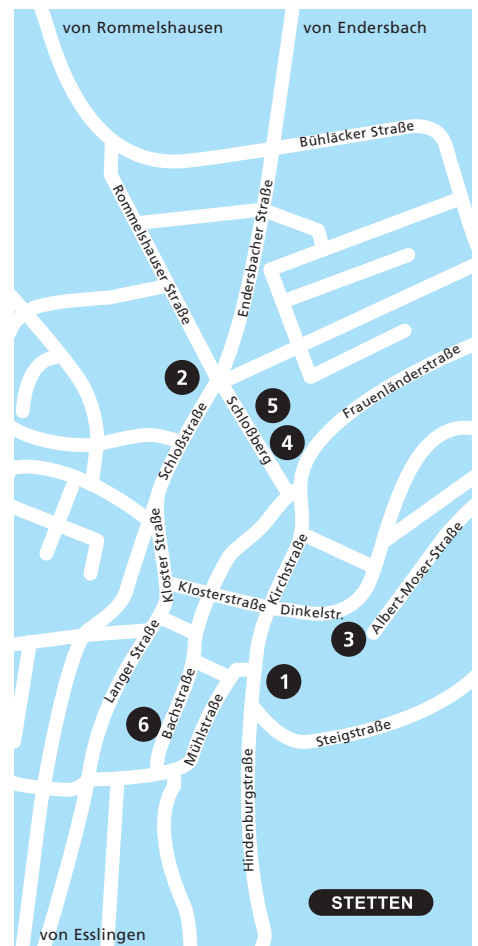 von Rommelshausen
von Endersbach
Bühläcker Straße
Rommelshauser Straße
Endersbacher Straße
2
5
4
Schloßberg
Frauenländerstraße
Schloßstraße
Kloster Straße
Kirchstraße
Klosterstraße
Dinkelstr.
Albert-Moser-Straße
3
Langer Straße
1
Bachstraße
Mühlstraße
6
Steigstraße
Hindenburgstraße
STETTEN
von Esslingen